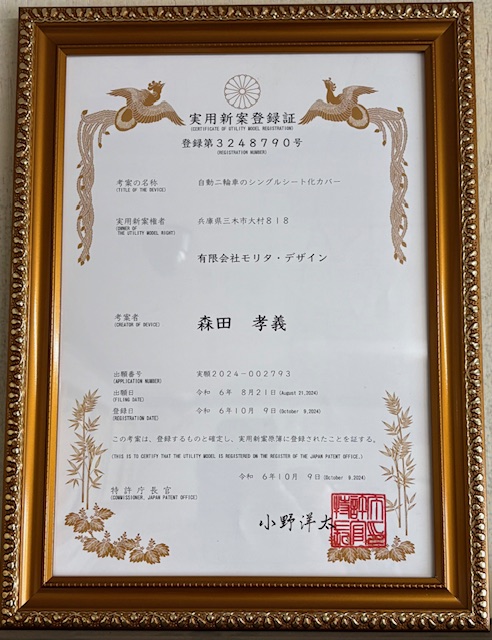 実用新案登録証
(CERTIFICATE OF UTILITY MODEL REGISTRATION)
登録第3248790号
(REGISTRATION NUMBER)
考案の名称 自動二輪車のシングルシート化カバー
(TITLE OF THE DEVICE)
実用新案権者 兵庫県三木市大村818
(OWNER OF
THE UTILITY MODEL RIGHT)
有限会社モリタ・デザイン
考案者 森田 孝義
(CREATOR OF DEVICE)
出願番号 実願2024-002793
(APPLICATION NUMBER)
出願日 令和 6年 8月21日(August 21,2024)
(FILING DATE)
登録日 令和 6年10月 9日(October 9,2024)
(REGISTRATION DATE)
この考案は、登録するものと確定し、実用新案原簿に登録されたことを証する。
(THIS IS TO CERTIFY THAT THE UTILITY MODEL IS REGISTERED ON THE REGISTER OF THE JAPAN PATENT OFFICE.)
令和 6年10月 9日(October 9,2024)
特許庁長官
(COMMISSIONER, JAPAN PATENT OFFICE)
小野洋太